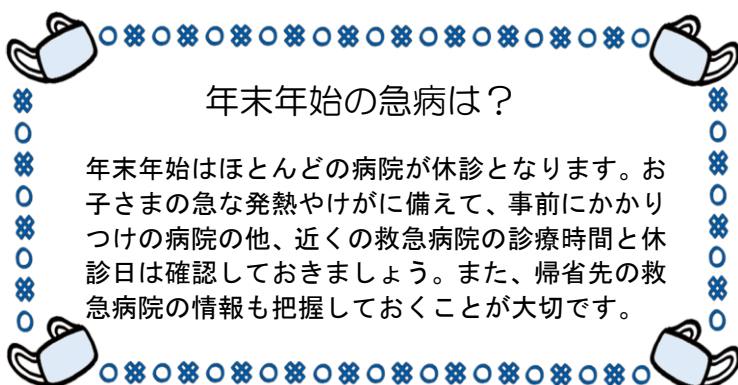 年末年始の急病は？
年末年始はほとんどの病院が休診となります。お
子さまの急な発熱やけがに備えて、事前にかかり
つけの病院の他、近くの救急病院の診療時間と休
診日は確認しておきましょう。また、帰省先の救
急病院の情報も把握しておくことが大切です。